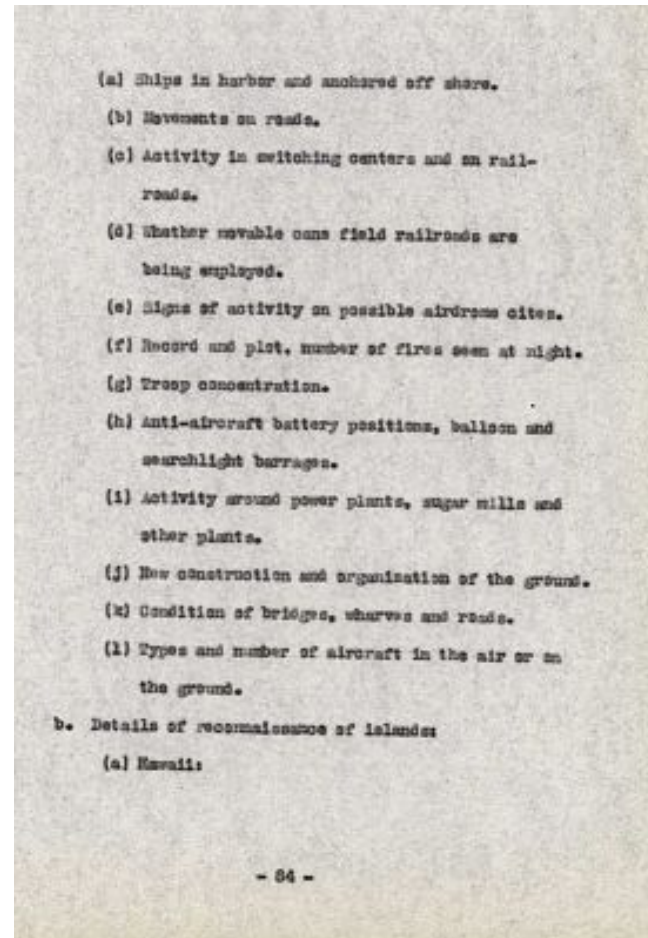 (a) Ships in harbor and anchored off shore.
(b) Movements on roads.
(c) Activity in switching centers and on rail-
roads.
(d) Whether movable cane field railroads are
being employed.
(e) Signs of activity on possible airdrome cites.
(f) Record and plot, number of fires seen at night.
(g) Troop concentration.
(h) Anti-aircraft battery positions, balloon and
searchlight barrages.
(i) Activity around power plants, sugar mills and
other plants.
(j) New construction and organization of the ground.
(k) Condition of bridges, wharves and roads.
(l) Types and number of aircraft in the air or on
the ground.
b. Details of reconnaissance of islands:
(a) Hawaii:
- 84 -